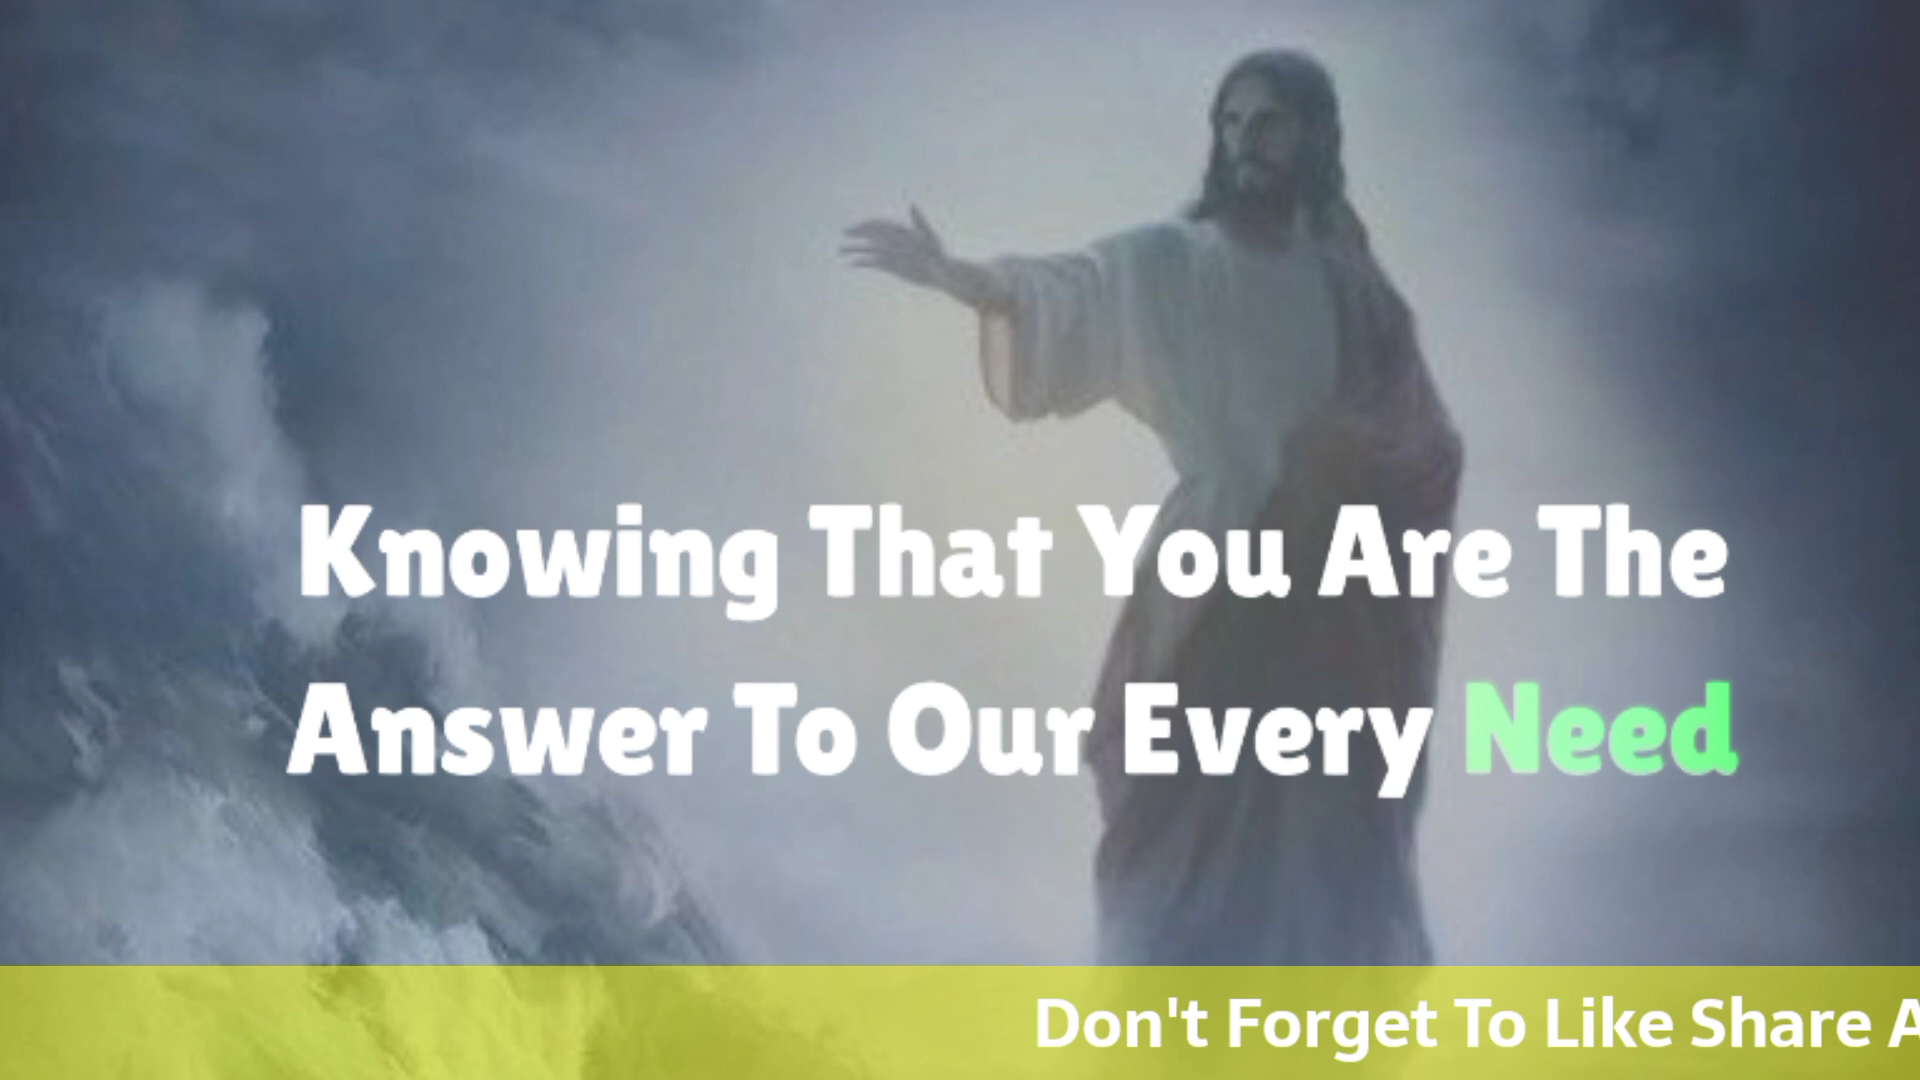 Knowing That You Are The
Answer To Our Every Need
Don't Forget To Like Share A